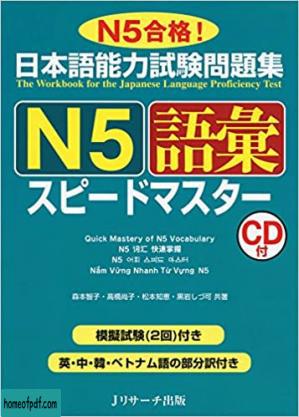 N5合格!
日本語能力試験問題集
The Workbook for the Japanese Language Proficiency Test
N5 語彙
スピードマスター
CD付
Quick Mastery of N5 Vocabulary
N5 词汇 快速掌握
N5 어휘 스피드 마스터
Nắm Vững Nhanh Từ Vựng N5
森本智子・高橋尚子・松本知恵・黒岩しづ可 共著
模擬試験(2回)付き
英・中・韓・ベトナム語の部分訳付き
Jリサーチ出版
homeofpdf.com